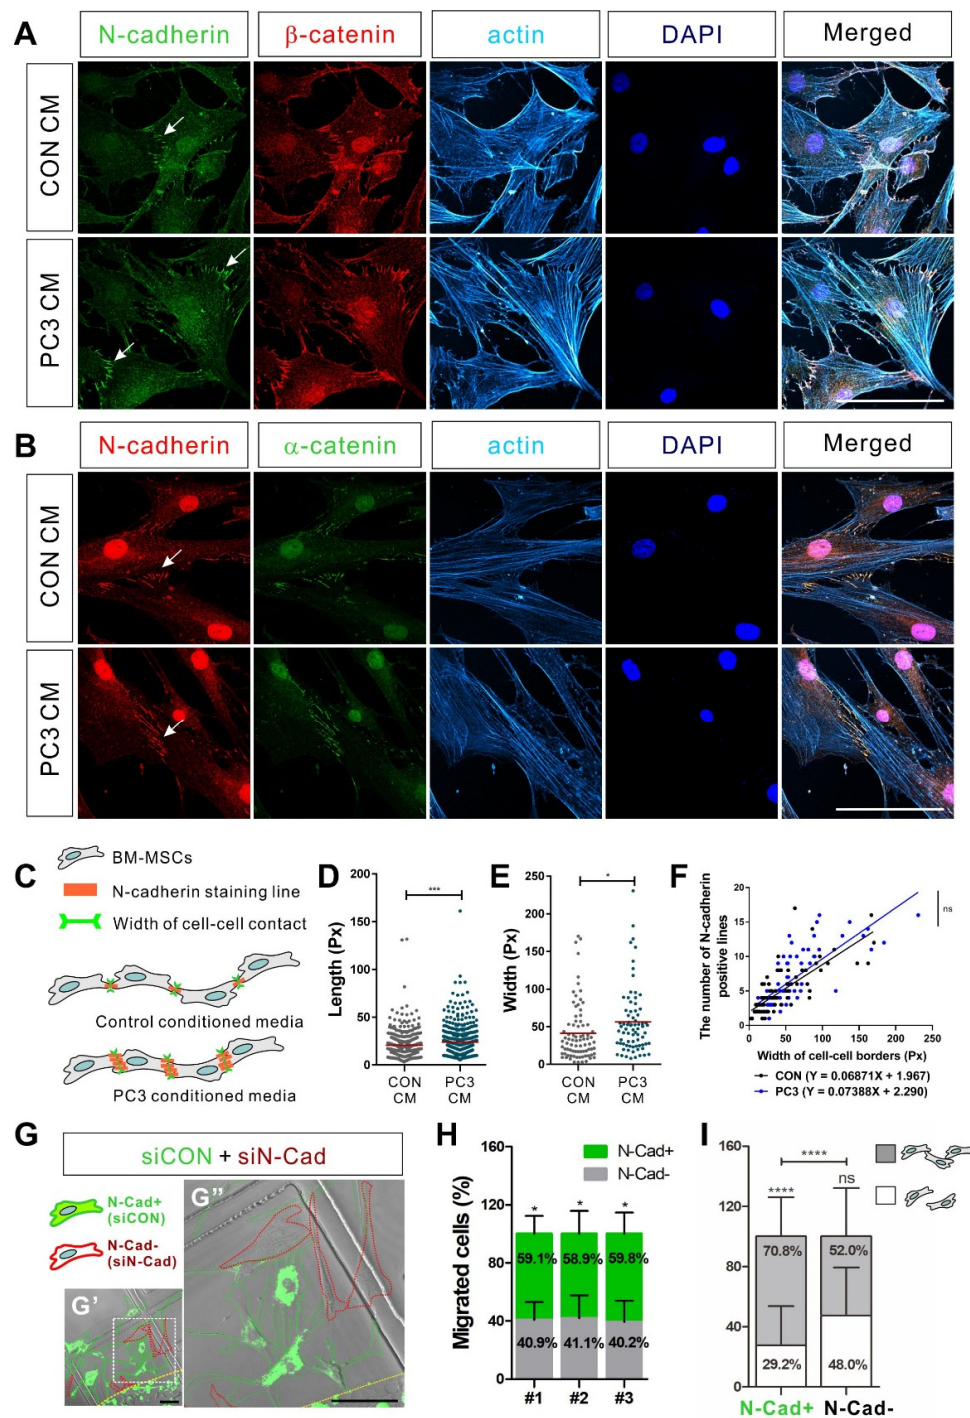 A
N-cadherin β-catenin actin DAPI Merged
CON CM
PC3 CM
B
N-cadherin α-catenin actin DAPI Merged
CON CM
PC3 CM
C
BM-MSCs
N-cadherin staining line
Width of cell-cell contact
Control conditioned media
PC3 conditioned media
D
Length (Px)
200
150
100
50
0
***
CON CM
PC3 CM
E
Width (Px)
250
200
150
100
50
0
*
CON CM
PC3 CM
F
The number of N-cadherin
positive lines
20
15
10
5
0
ns
0 50 100 150 200 250
Width of cell-cell borders (Px)
CON (Y = 0.06871X + 1.967)
PC3 (Y = 0.07388X + 2.290)
G
siCON + siN-Cad
N-Cad+
(siCON)
N-Cad-
(siN-Cad)
G'
G"
H
N-Cad+
N-Cad-
Migrated cells (%)
160
120
80
40
0
* * *
59.1% 58.9% 59.8%
40.9% 41.1% 40.2%
#1 #2 #3
I
160
120
80
40
0
****
**** ns
70.8% 52.0%
29.2% 48.0%
N-Cad+ N-Cad-